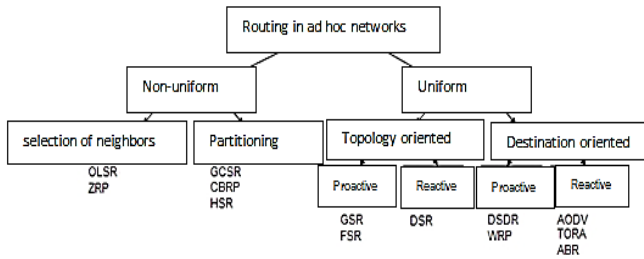 Routing in ad hoc networks
Non-uniform
Uniform
selection of neighbors
Partitioning
Topology oriented
Destination oriented
OLSR
ZRP
GCSR
CBRP
HSR
Proactive
Reactive
Proactive
Reactive
GSR
FSR
DSR
DSDR
WRP
AODV
TORA
ABR